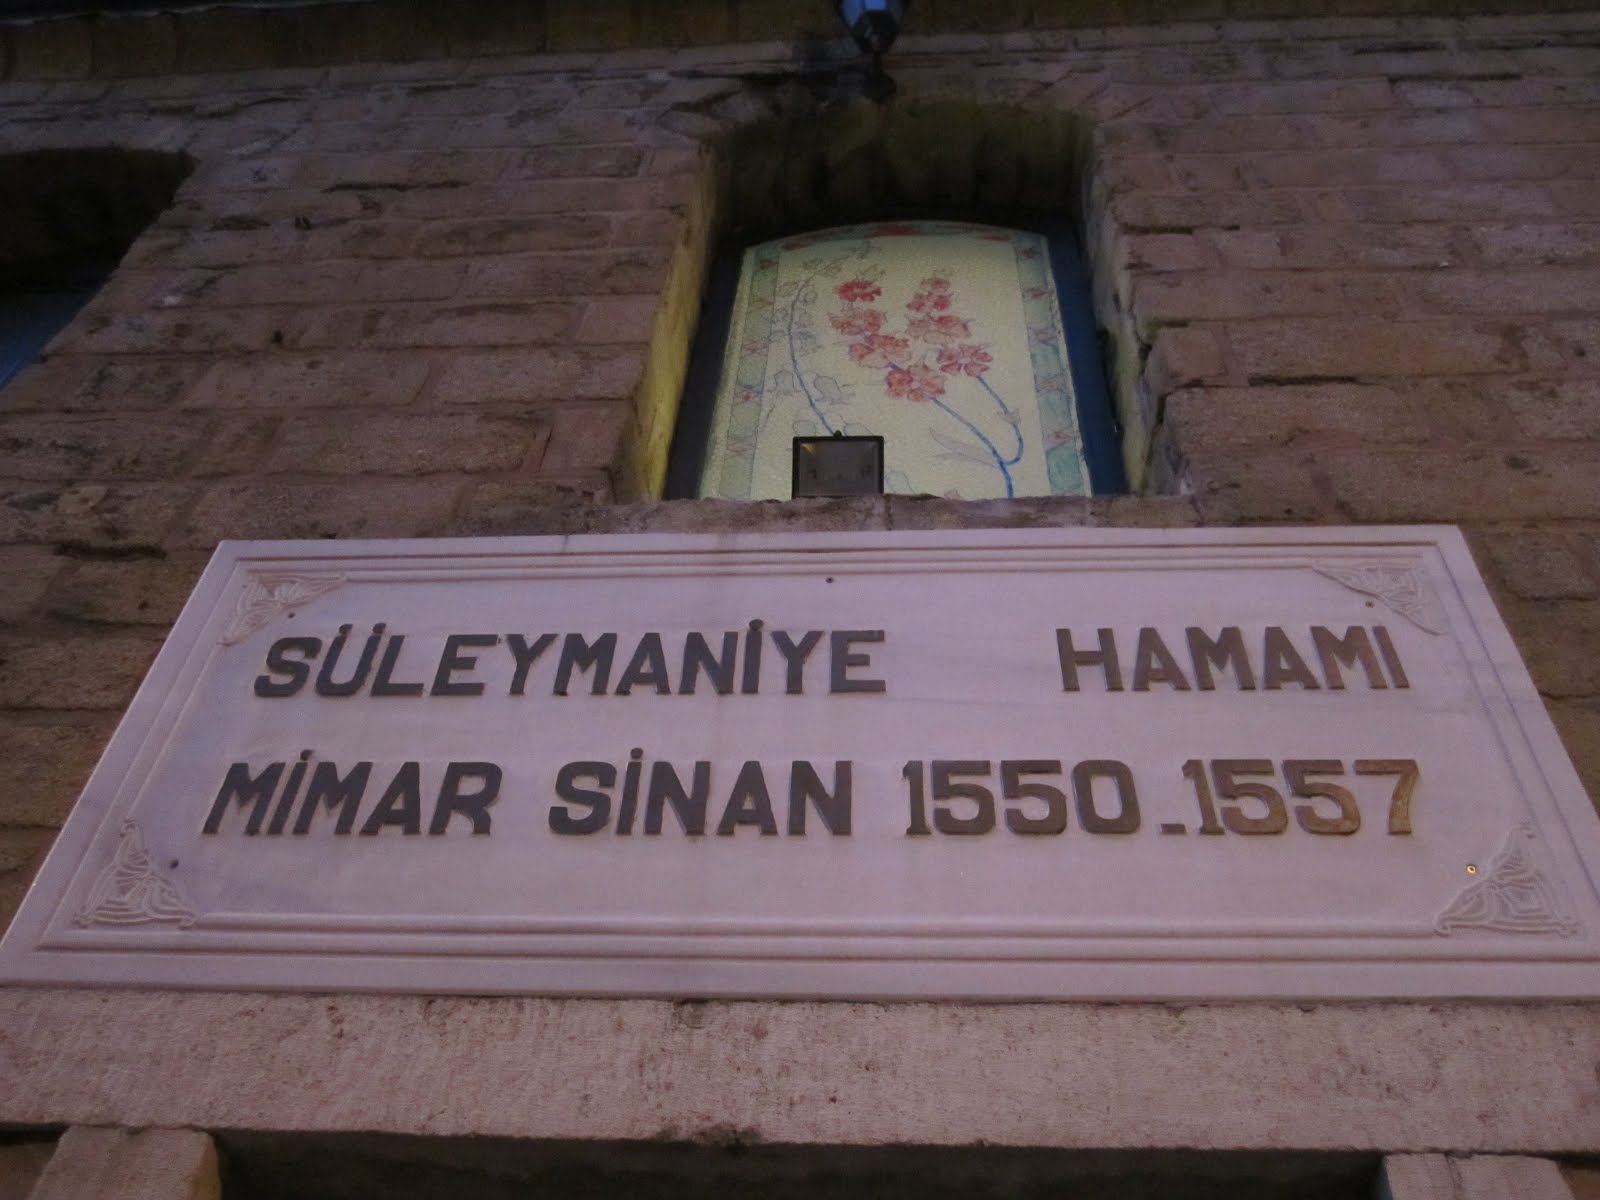 SÜLEYMANİYE HAMAMI
MİMAR SİNAN 1550-1557